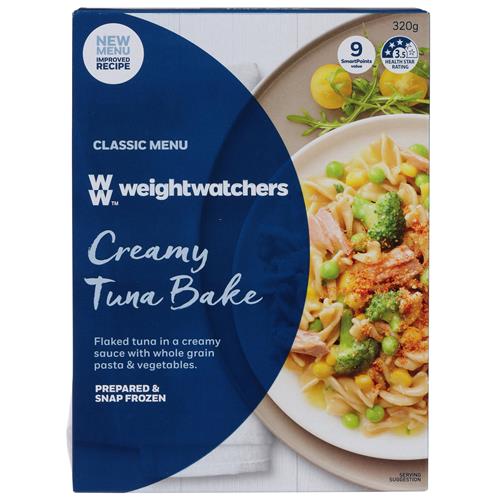 NEW
MENU
IMPROVED
RECIPE
320g
9
SmartPoints
value
3.5
HEALTH STAR
RATING
CLASSIC MENU
WW™ weightwatchers
Creamy
Tuna Bake
Flaked tuna in a creamy
sauce with whole grain
pasta & vegetables.
PREPARED &
SNAP FROZEN
SERVING
SUGGESTION